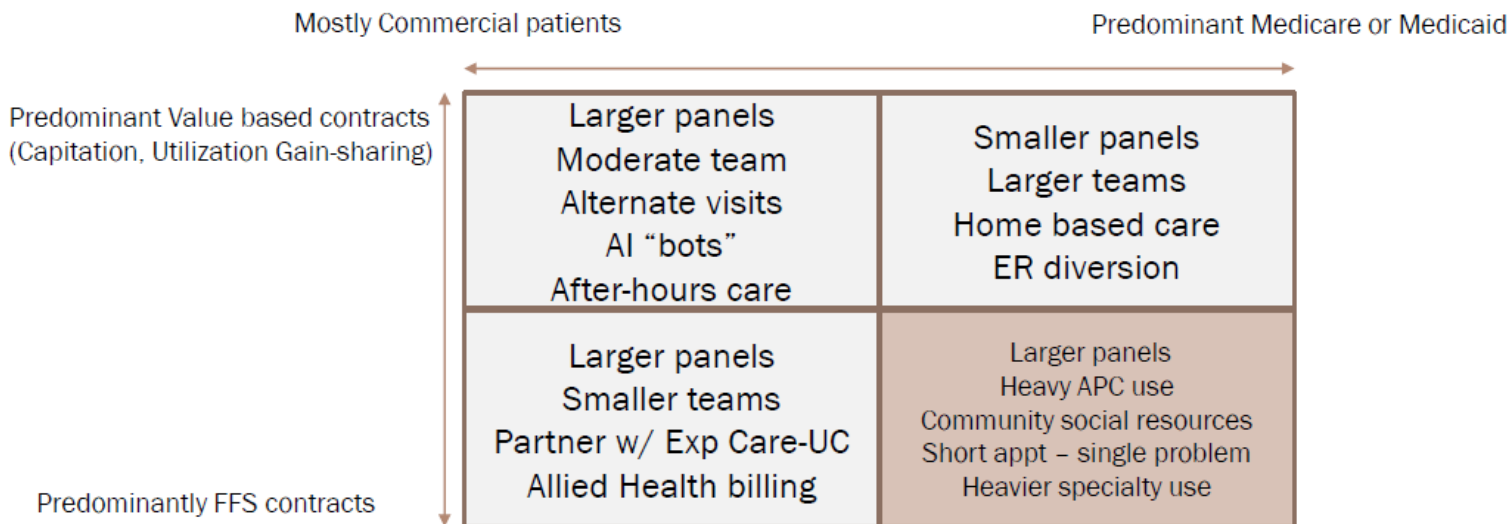 Mostly Commercial patients
Predominant Medicare or Medicaid
Predominant Value based contracts
(Capitation, Utilization Gain-sharing)
Larger panels
Moderate team
Alternate visits
AI “bots”
After-hours care
Smaller panels
Larger teams
Home based care
ER diversion
Larger panels
Smaller teams
Partner w/ Exp Care-UC
Allied Health billing
Larger panels
Heavy APC use
Community social resources
Short appt – single problem
Heavier specialty use
Predominantly FFS contracts